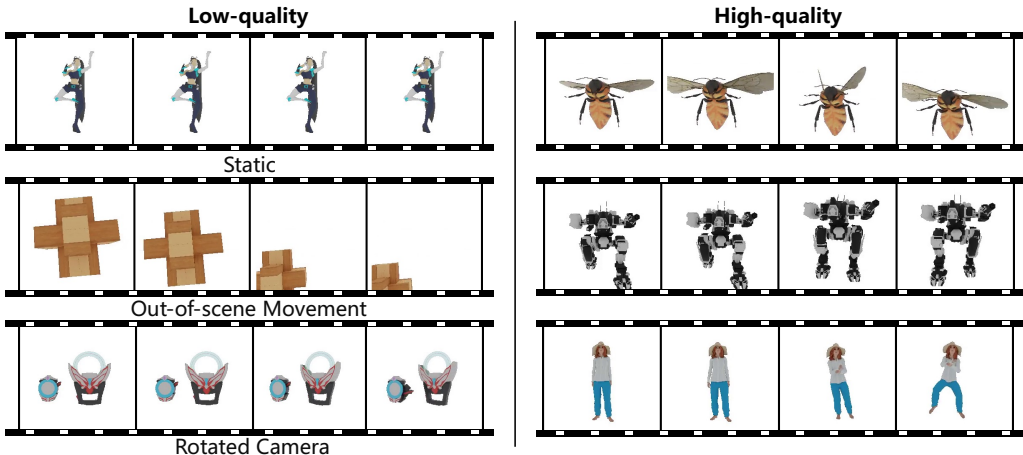 Low-quality
High-quality
Static
Out-of-scene Movement
Rotated Camera